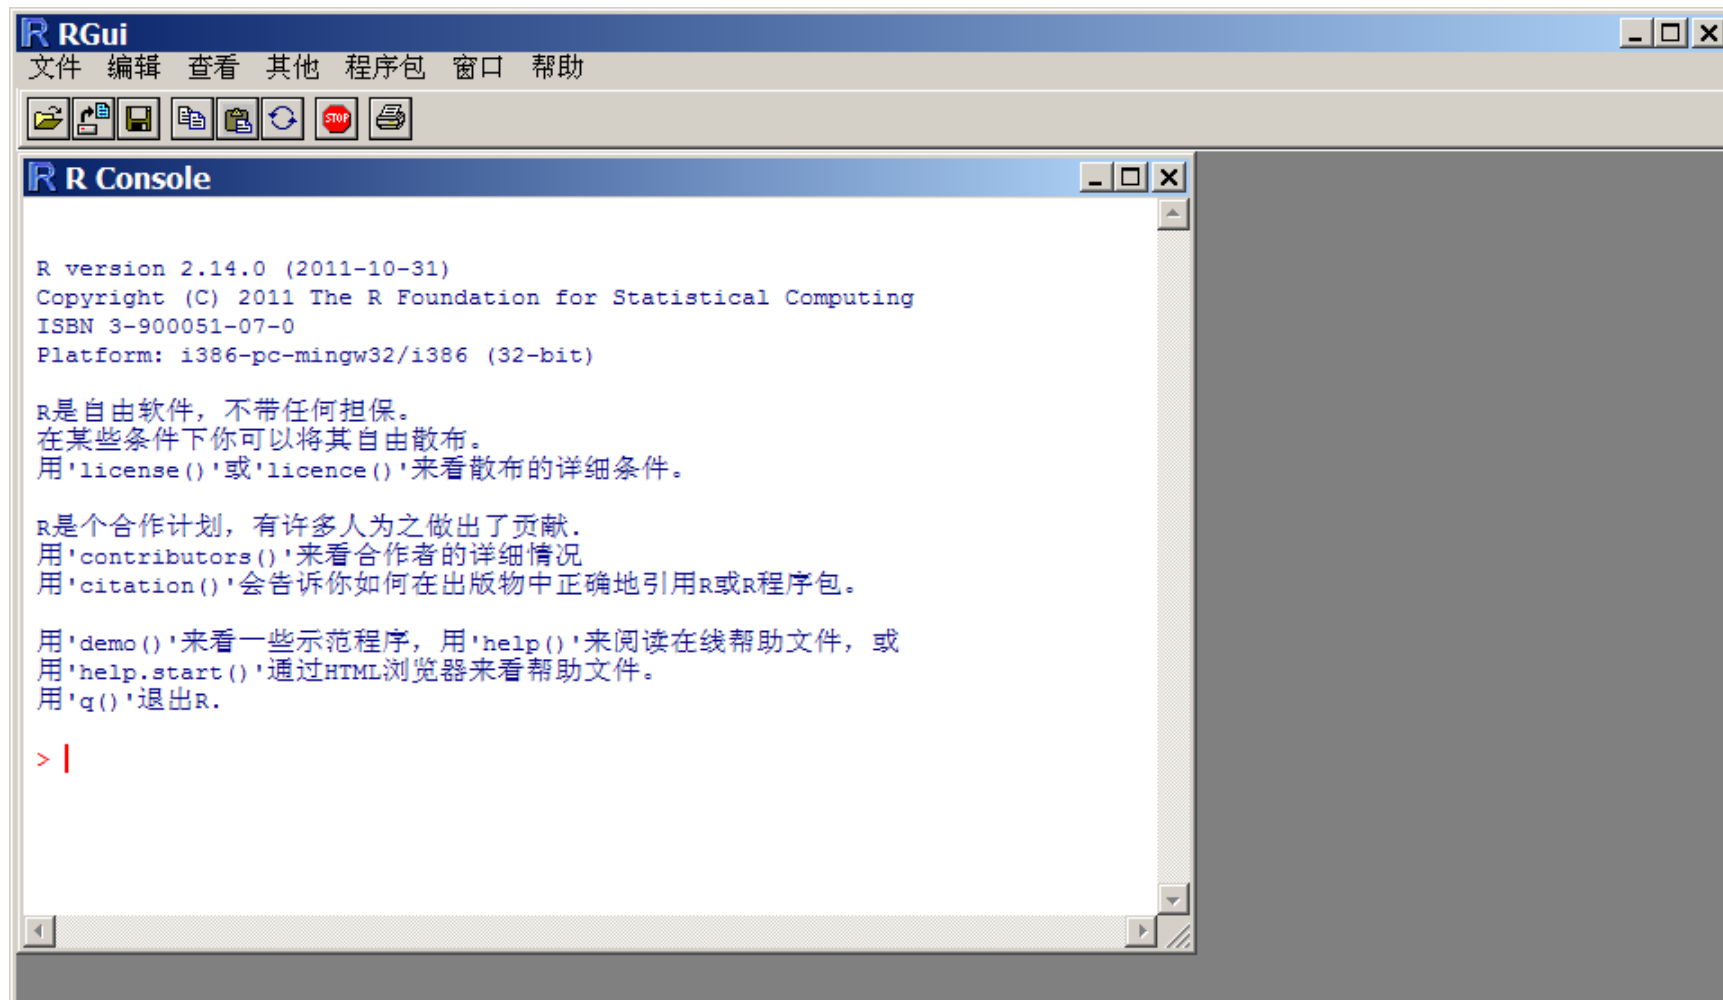 RGui
文件 编辑 查看 其他 程序包 窗口 帮助
STOP
R Console
R version 2.14.0 (2011-10-31)
Copyright (C) 2011 The R Foundation for Statistical Computing
ISBN 3-900051-07-0
Platform: i386-pc-mingw32/i386 (32-bit)
R是自由软件，不带任何担保。
在某些条件下你可以将其自由散布。
用'license()'或'licence()'来看散布的详细条件。
R是个合作计划，有许多人为之做出了贡献.
用'contributors()'来看合作者的详细情况
用'citation()'会告诉你如何在出版物中正确地引用R或R程序包。
用'demo()'来看一些示范程序，用'help()'来阅读在线帮助文件，或
用'help.start()'通过HTML浏览器来看帮助文件。
用'q()'退出R.
>